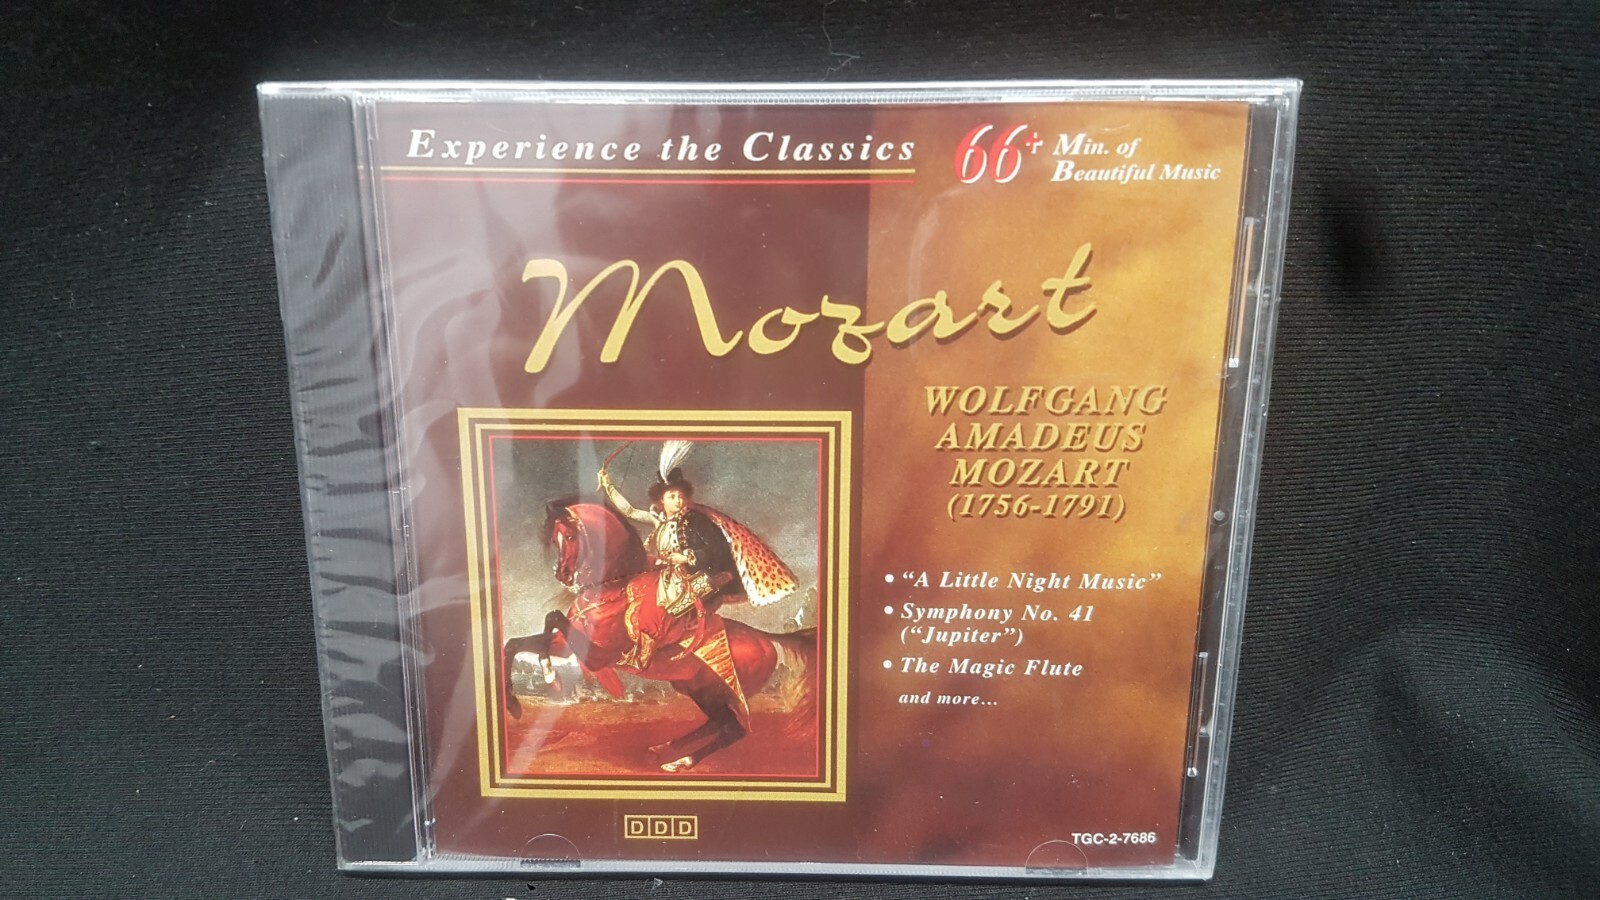 Experience the Classics
66+ Min. of
Beautiful Music
Mozart
WOLFGANG
AMADEUS
MOZART
(1756-1791)
• "A Little Night Music"
• Symphony No. 41
("Jupiter")
• The Magic Flute
and more...
DDD
TGC-2-7686